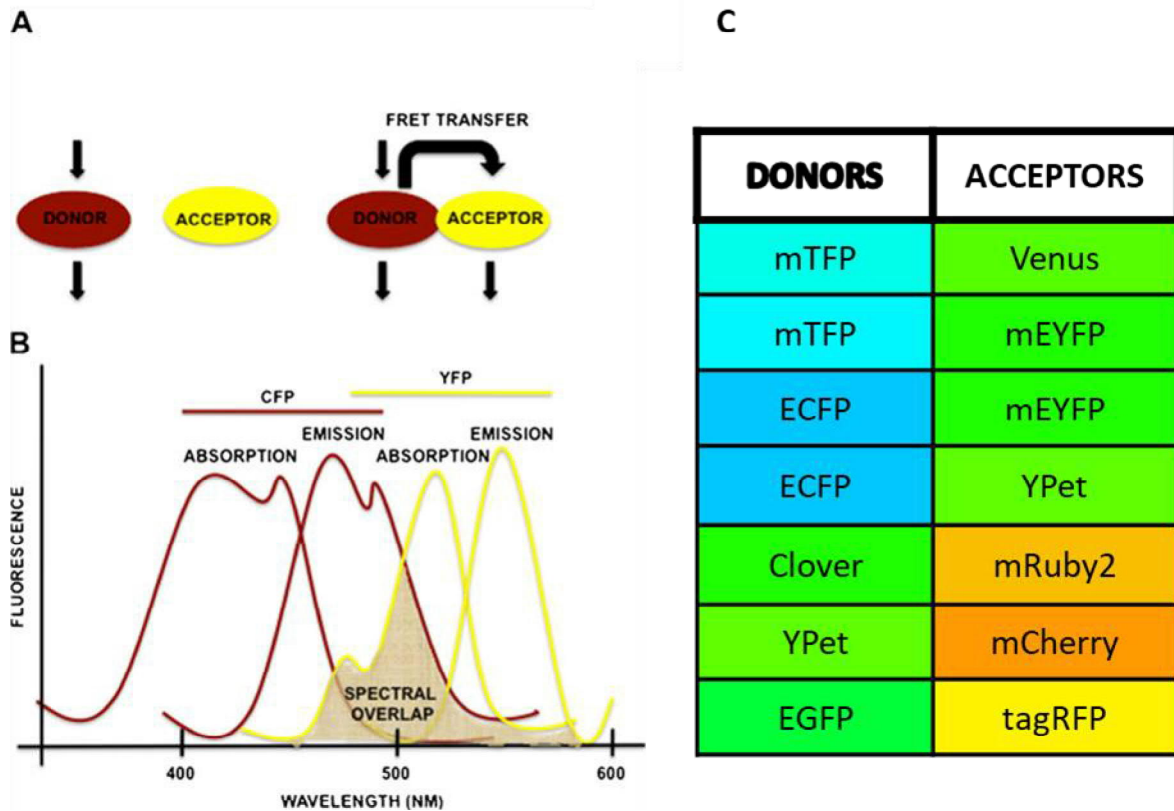 A
FRET TRANSFER
DONOR
ACCEPTOR
DONOR
ACCEPTOR
B
CFP
YFP
ABSORPTION
EMISSION
ABSORPTION
EMISSION
FLUORESCENCE
SPECTRAL
OVERLAP
400
500
600
WAVELENGTH (NM)
C
DONORS ACCEPTORS
mTFP Venus
mTFP mEYFP
ECFP mEYFP
ECFP YPet
Clover mRuby2
YPet mCherry
EGFP tagRFP